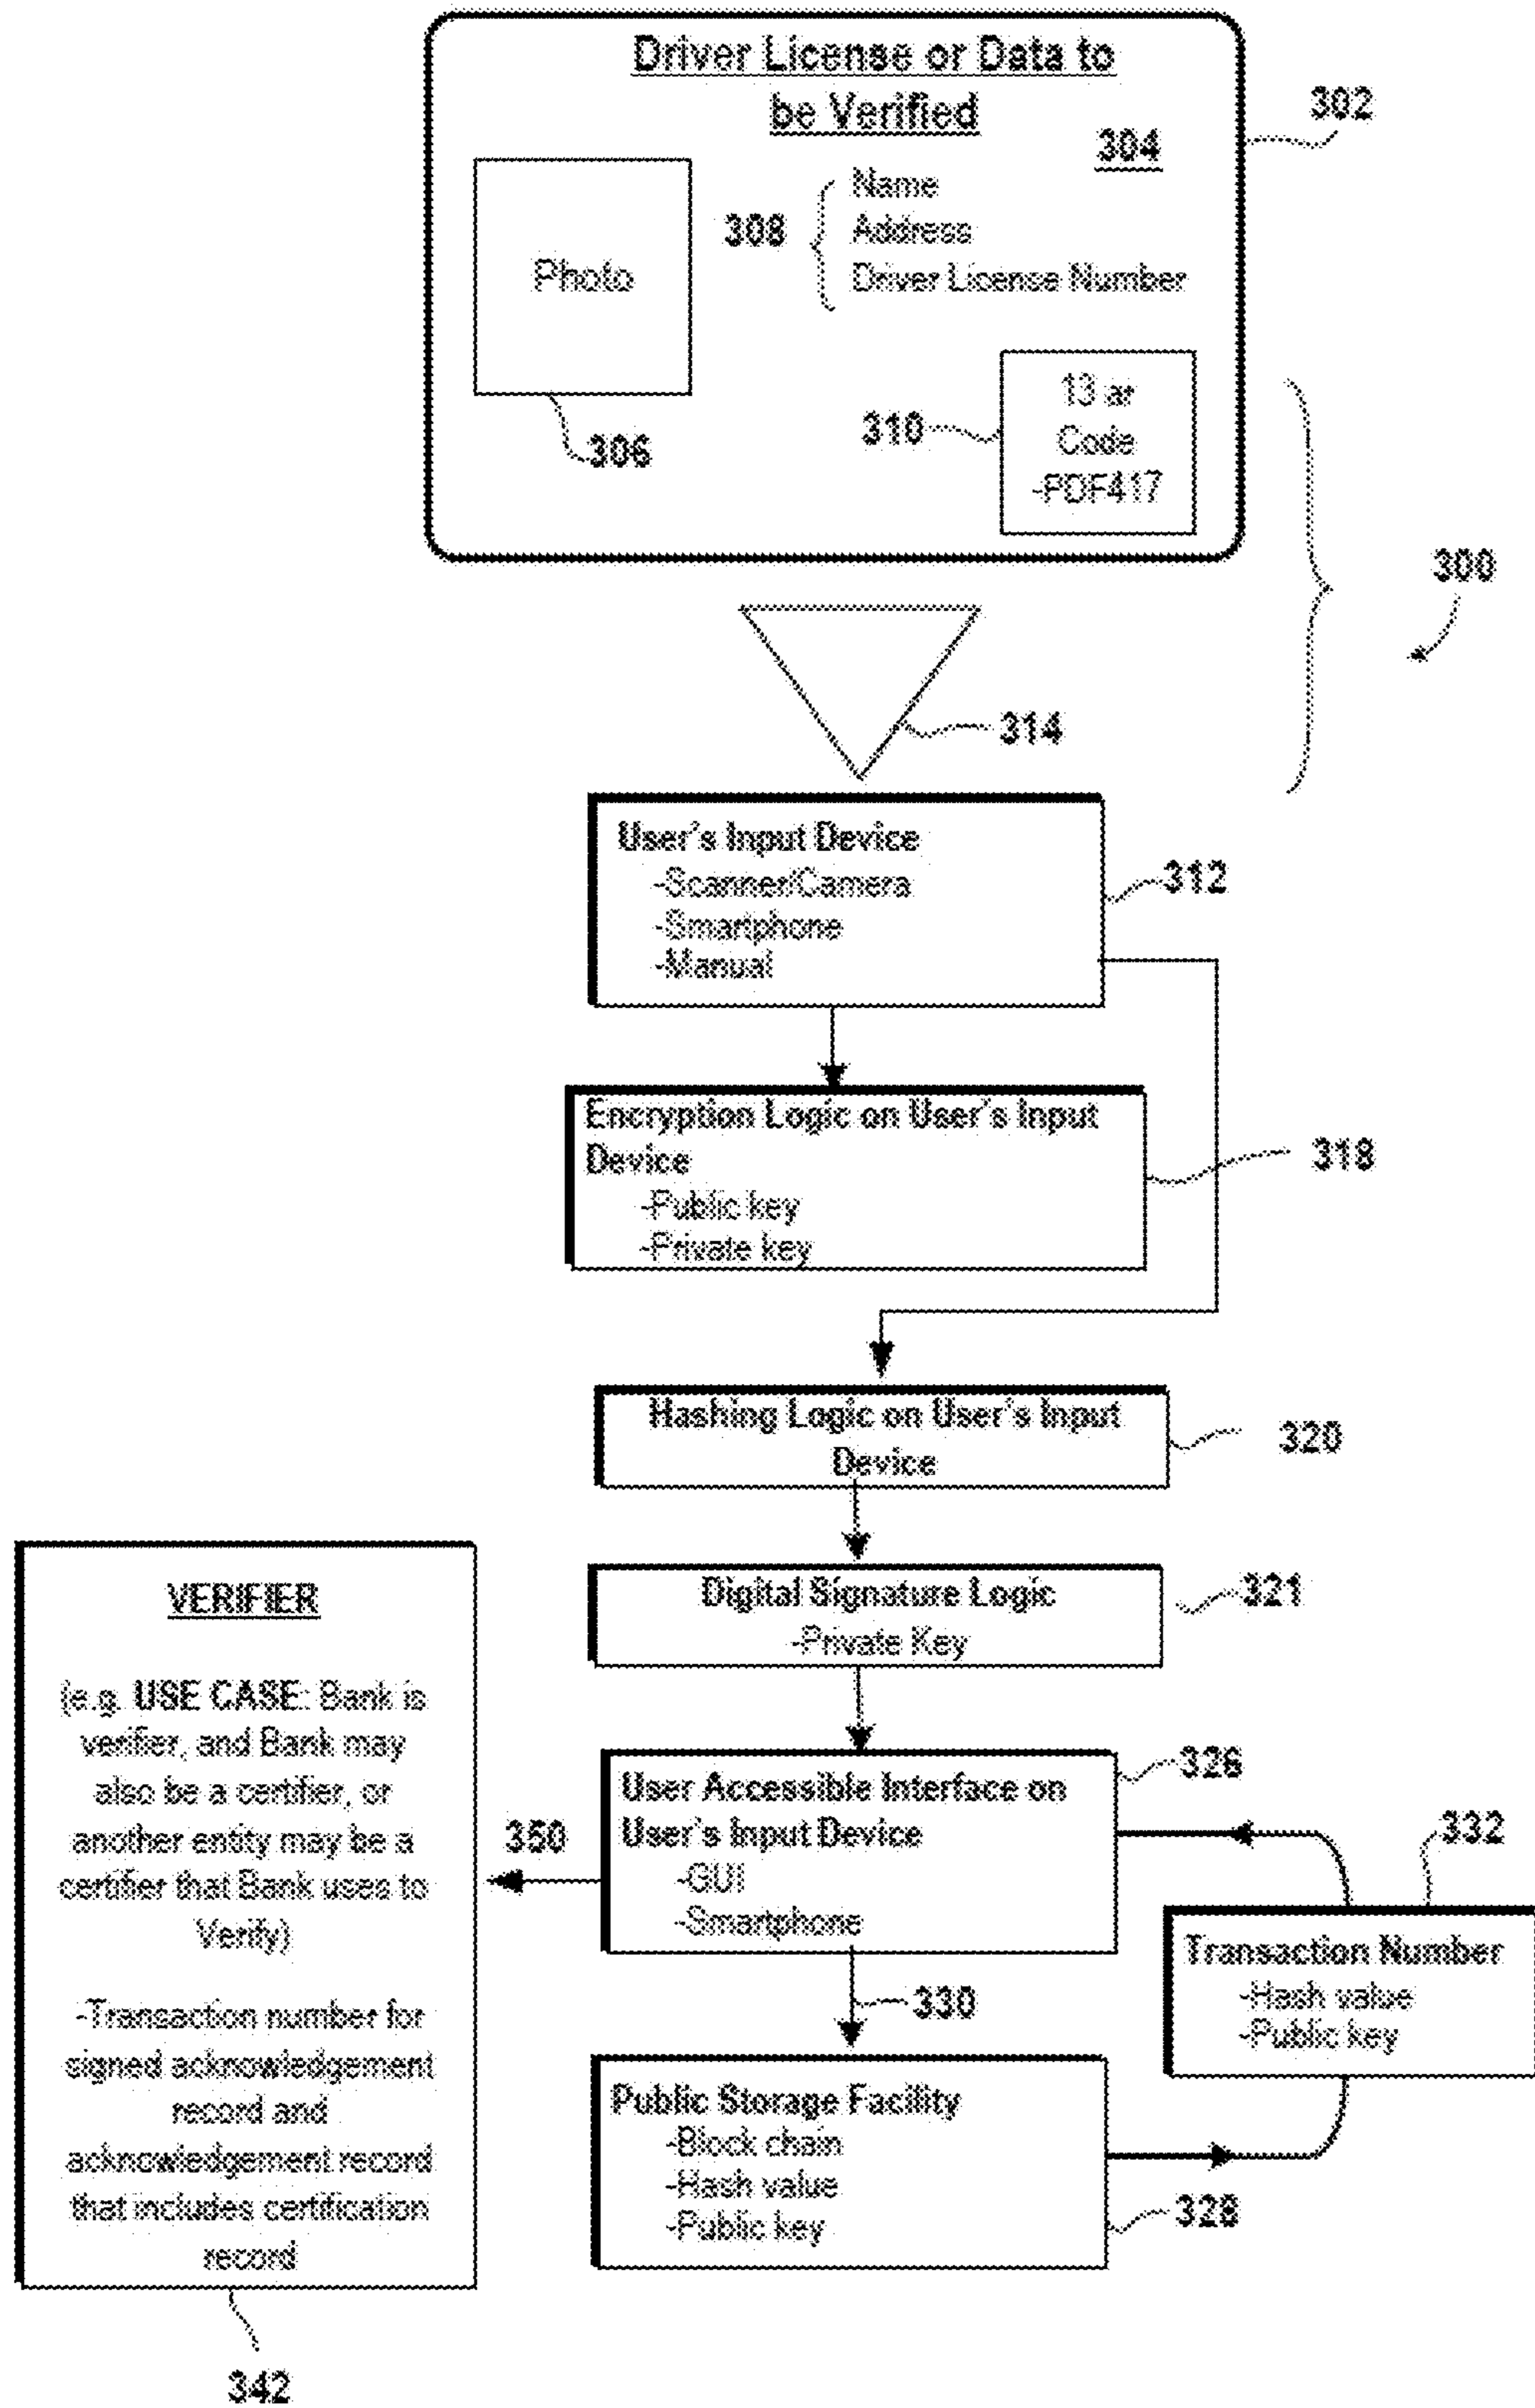 Driver License or Data to
be Verified
302
304
Photo
308
Name
Address
Driver License Number
306
310
13 ar
Code
-PDF417
300
314
User's Input Device
-Scanner/Camera
-Smartphone
-Manual
312
Encryption Logic on User's Input
Device
-Public key
-Private key
318
Hashing Logic on User's Input
Device
320
Digital Signature Logic
-Private Key
321
VERIFIER
(e.g. USE CASE: Bank is
verifier, and Bank may
also be a certifier, or
another entity may be a
certifier that Bank uses to
Verify)
-Transaction number for
signed acknowledgement
record and
acknowledgement record
that includes certification
record
342
350
User Accessible Interface on
User's Input Device
-GUI
-Smartphone
326
332
Transaction Number
-Hash value
-Public key
330
Public Storage Facility
-Block chain
-Hash value
-Public key
328